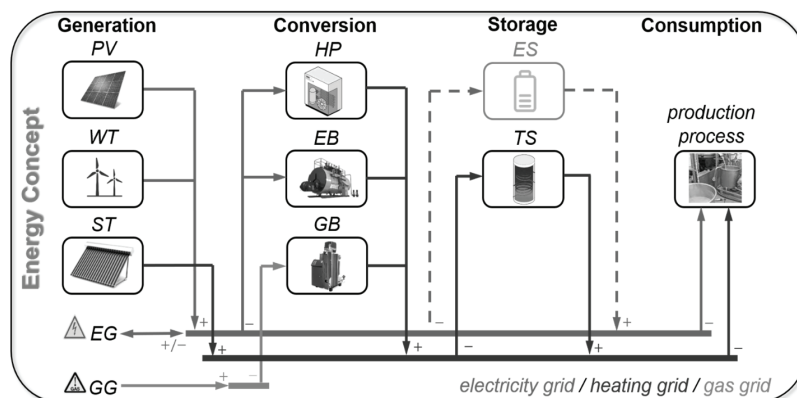 Generation
Conversion
Storage
Consumption
PV
HP
ES
WT
EB
TS
production
process
ST
GB
Energy Concept
EG
+/−
+
−
+
−
+
−
+
−
+
−
+
−
GAS
GG
+
−
electricity grid / heating grid / gas grid